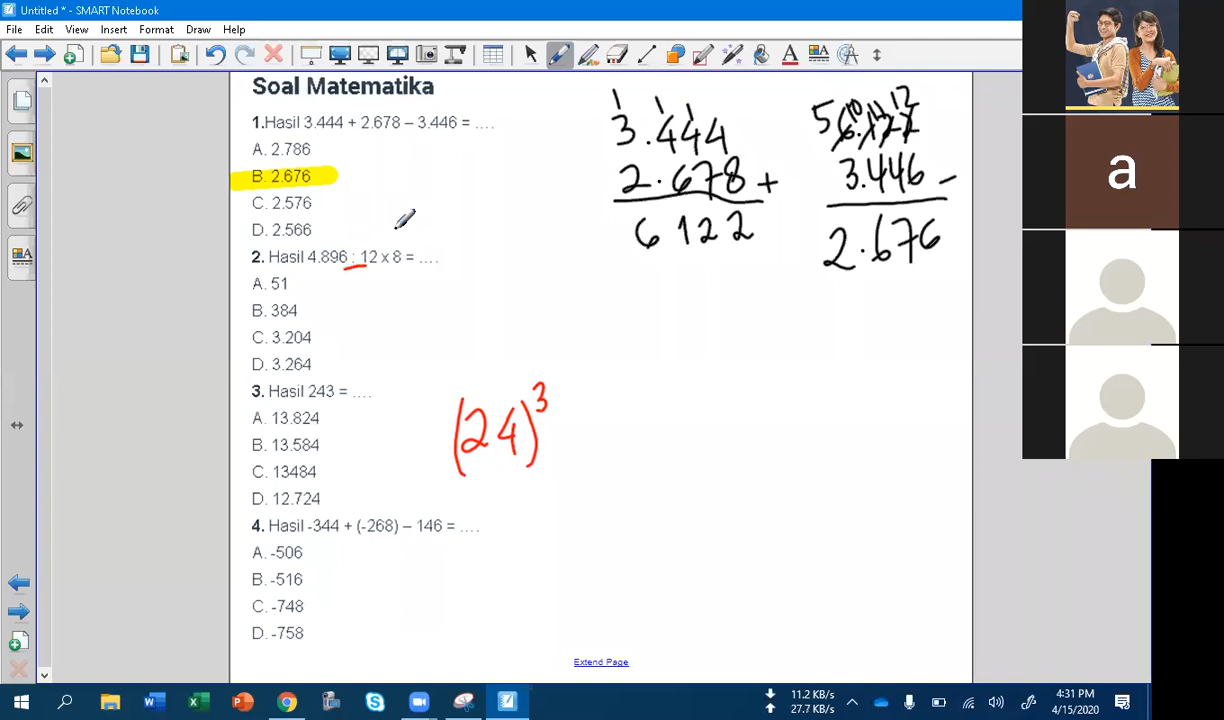 Untitled * - SMART Notebook
File Edit View Insert Format Draw Help
Soal Matematika
1.Hasil 3.444 + 2.678 – 3.446 = ....
A. 2.786
B. 2.676
C. 2.576
D. 2.566
2. Hasil 4.896 : 12 x 8 = ....
A. 51
B. 384
C. 3.204
D. 3.264
3. Hasil 243 = ....
A. 13.824
B. 13.584
C. 13484
D. 12.724
4. Hasil -344 + (-268) – 146 = ....
A. -506
B. -516
C. -748
D. -758
1 1 1
3.444
2.678 +
6122
3.446 –
2.676
(24)³
Extend Page
a
11.2 KB/s
27.7 KB/s
4:31 PM
4/15/2020